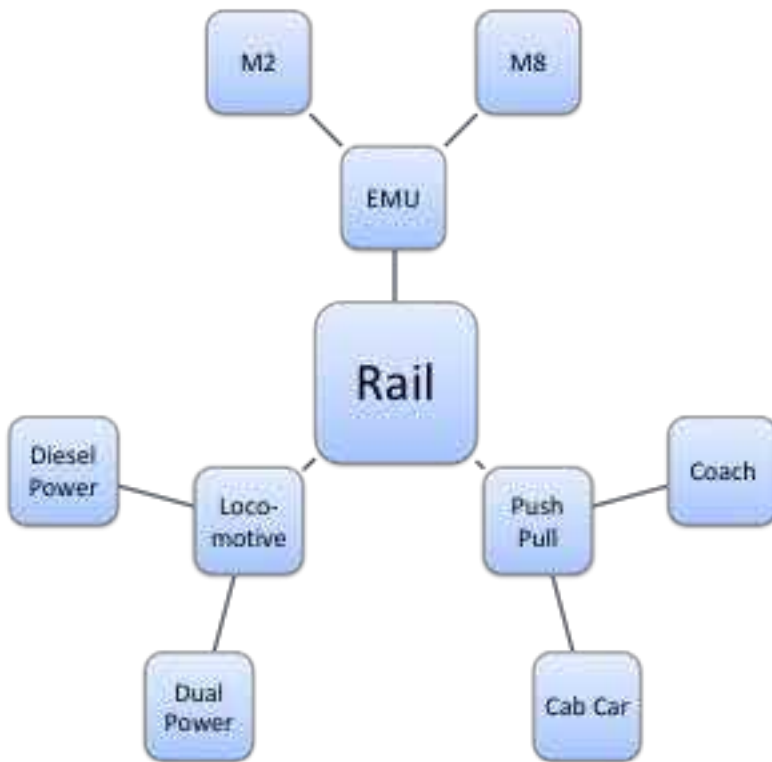 M2
M8
EMU
Rail
Diesel
Power
Loco-
motive
Push
Pull
Coach
Dual
Power
Cab Car